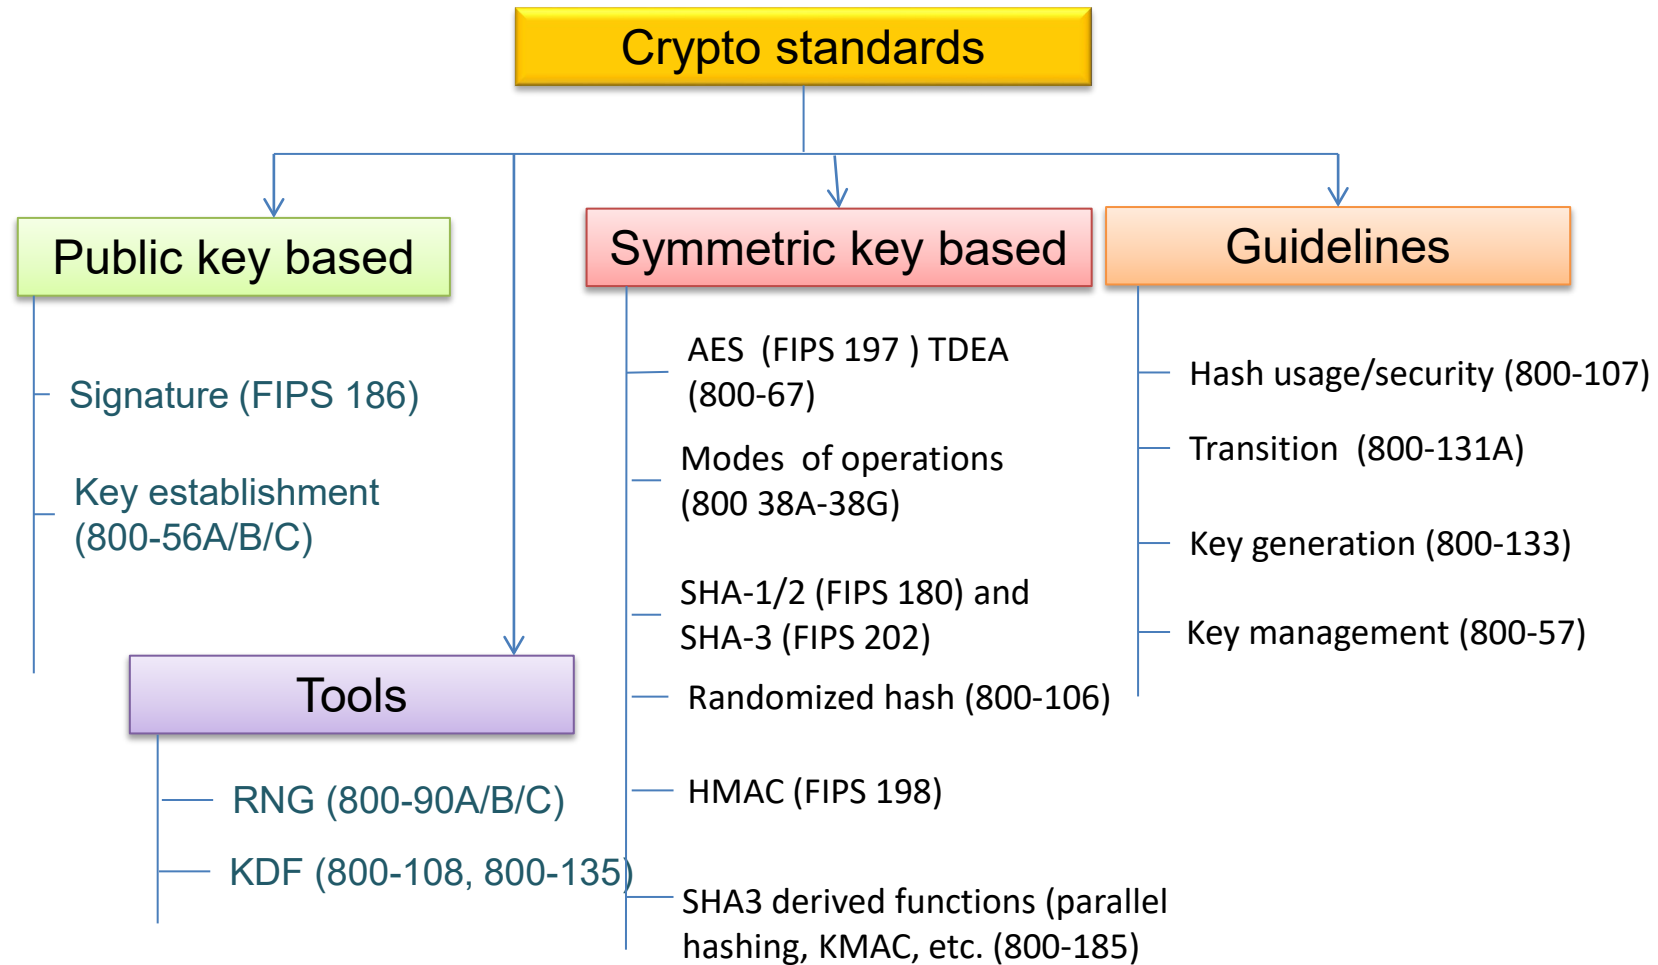 Crypto standards
Public key based
Signature (FIPS 186)
Key establishment
(800-56A/B/C)
Tools
RNG (800-90A/B/C)
KDF (800-108, 800-135)
Symmetric key based
AES  (FIPS 197 ) TDEA
(800-67)
Modes  of operations
(800 38A-38G)
SHA-1/2 (FIPS 180) and
SHA-3 (FIPS 202)
Randomized hash (800-106)
HMAC (FIPS 198)
SHA3 derived functions (parallel
hashing, KMAC, etc. (800-185)
Guidelines
Hash usage/security (800-107)
Transition  (800-131A)
Key generation (800-133)
Key management (800-57)